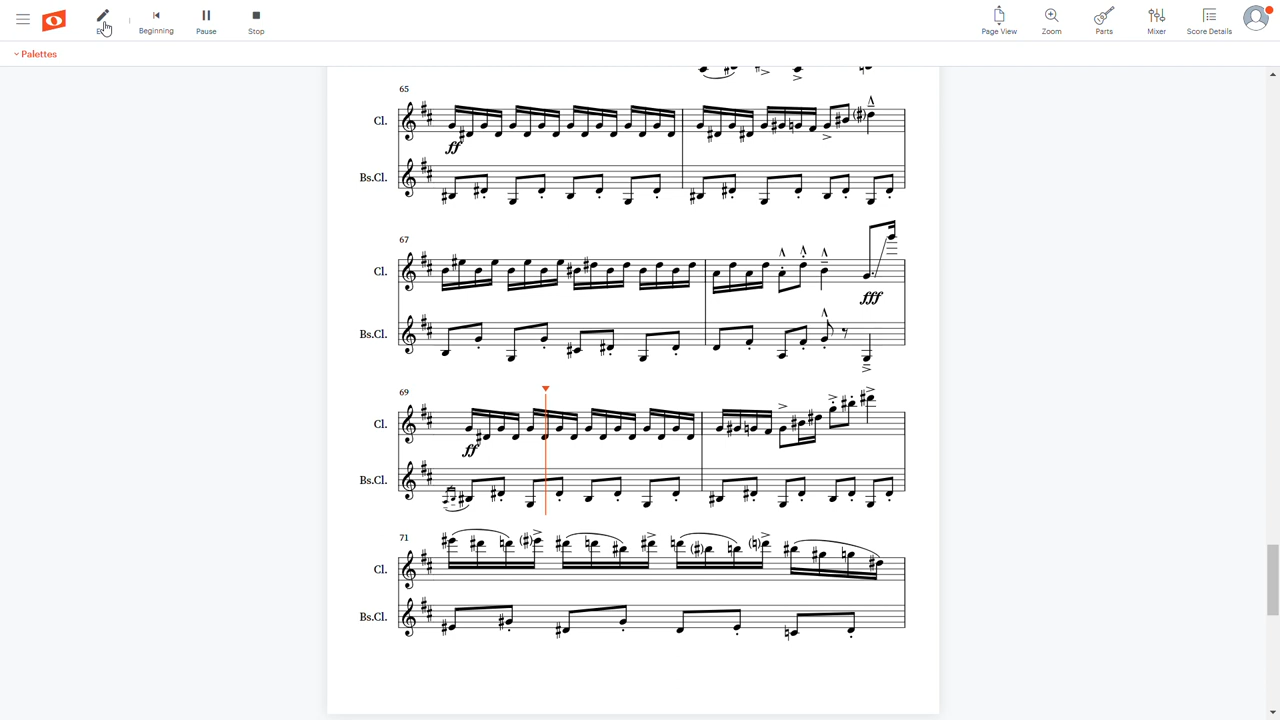 E Beginning Pause Stop Page View Zoom Parts Mixer Score Details
Palettes
65
Cl.
ff
Bs.Cl.
67
Cl.
fff
Bs.Cl.
69
Cl.
ff
Bs.Cl.
71
Cl.
Bs.Cl.